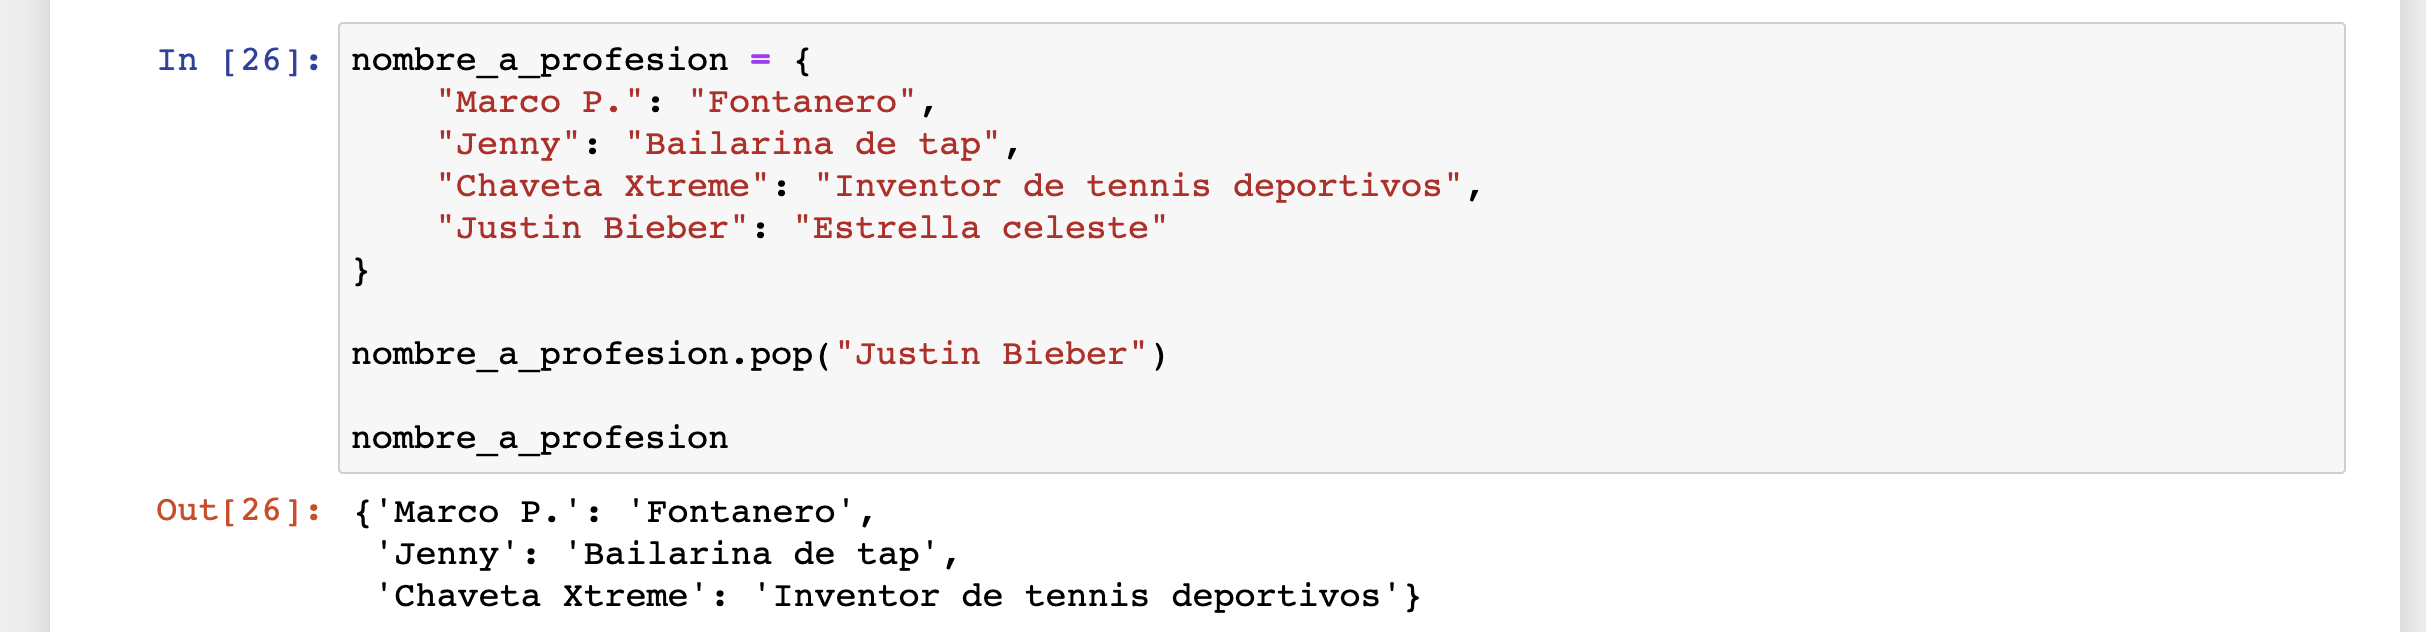 In [26]: nombre_a_profesion = {
    "Marco P.": "Fontanero",
    "Jenny": "Bailarina de tap",
    "Chaveta Xtreme": "Inventor de tennis deportivos",
    "Justin Bieber": "Estrella celeste"
}
nombre_a_profesion.pop("Justin Bieber")
nombre_a_profesion
Out[26]: {'Marco P.': 'Fontanero',
 'Jenny': 'Bailarina de tap',
 'Chaveta Xtreme': 'Inventor de tennis deportivos'}